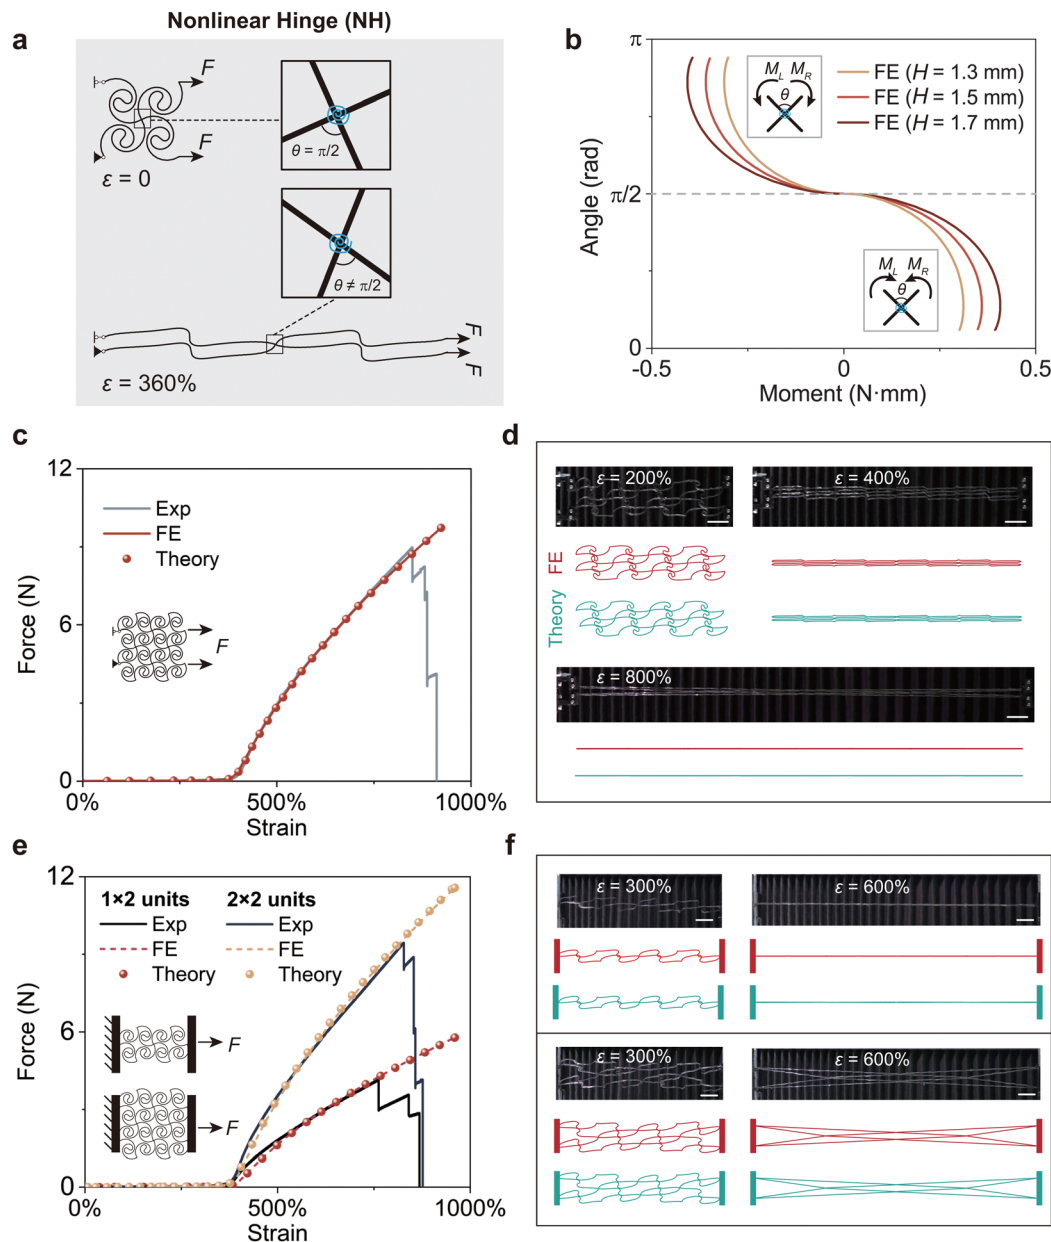 Nonlinear Hinge (NH)
a
F
F
θ = π/2
ε = 0
θ ≠ π/2
F
F
ε = 360%
b
π
π/2
0
Angle (rad)
M_L M_R
θ
FE (H = 1.3 mm)
FE (H = 1.5 mm)
FE (H = 1.7 mm)
M_L M_R
θ
-0.5 0 0.5
Moment (N·mm)
c
12
6
0
Force (N)
Exp
FE
Theory
F
0% 500% 1000%
Strain
d
ε = 200% ε = 400%
FE
Theory
ε = 800%
e
12
6
0
Force (N)
1×2 units 2×2 units
Exp Exp
FE FE
Theory Theory
F
F
0% 500% 1000%
Strain
f
ε = 300% ε = 600%
ε = 300% ε = 600%